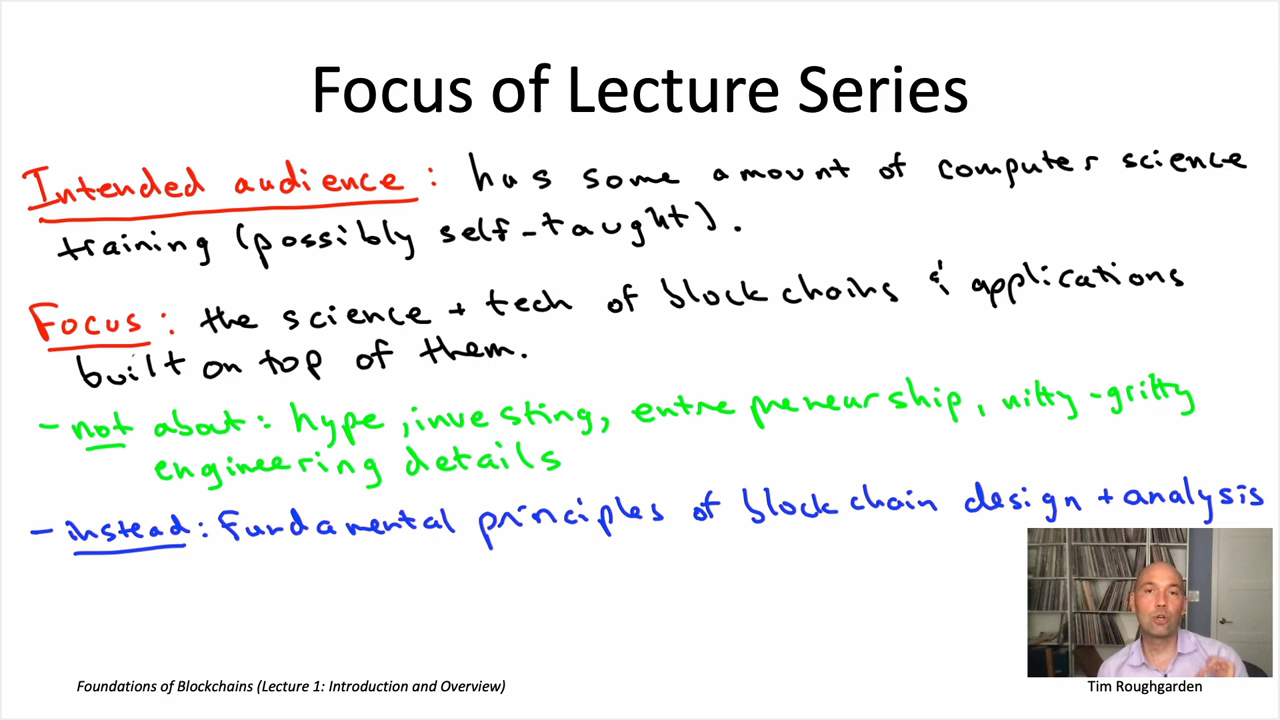 Focus of Lecture Series
Intended audience: has some amount of computer science
training (possibly self-taught).
Focus: the science + tech of blockchains & applications
built on top of them.
- not about: hype, investing, entrepreneurship, nitty-gritty
engineering details
- instead: fundamental principles of blockchain design + analysis
Foundations of Blockchains (Lecture 1: Introduction and Overview)
Tim Roughgarden